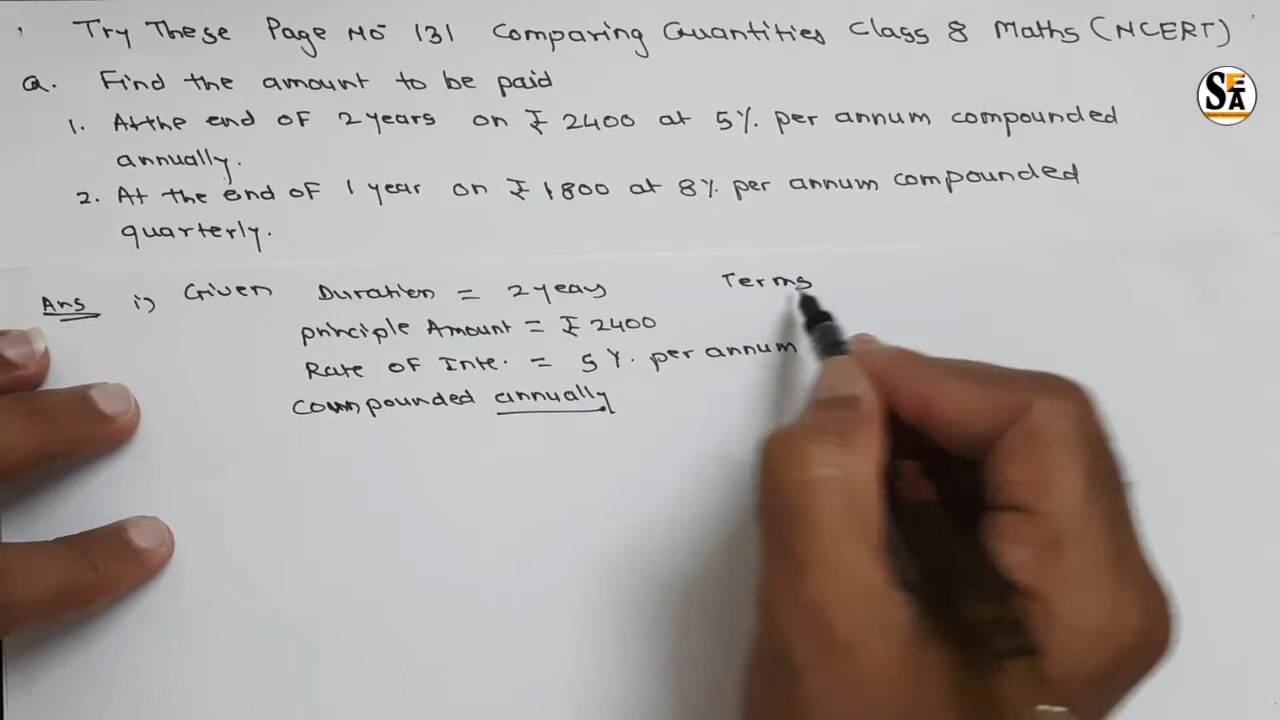 Try These Page No 131 Comparing Quantities Class 8 Maths (NCERT)
Q. Find the amount to be paid
1. At the end of 2 years on ₹ 2400 at 5% per annum compounded
annually.
2. At the end of 1 year on ₹ 1800 at 8% per annum compounded
quarterly.
Ans i) Given Duration = 2 years Terms
principle Amount = ₹ 2400
Rate of Inte. = 5% per annum
compounded annually
SFA